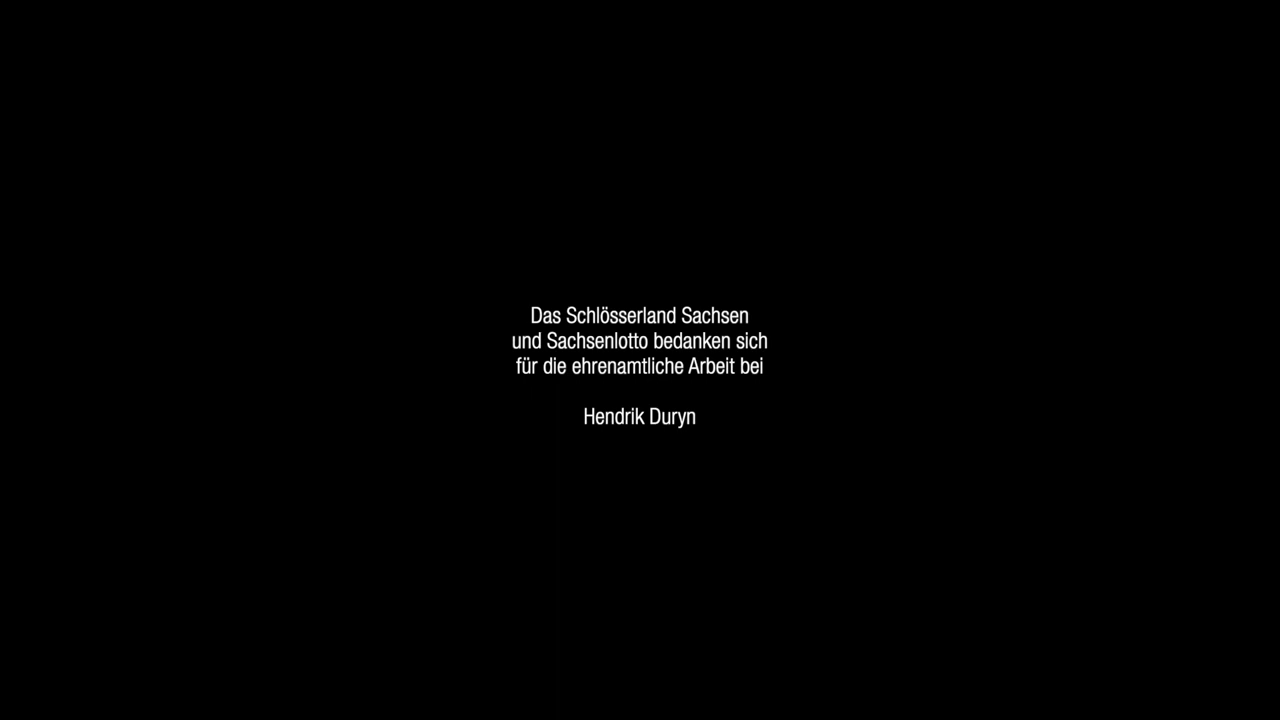 Das Schlösserland Sachsen
und Sachsenlotto bedanken sich
für die ehrenamtliche Arbeit bei
Hendrik Duryn